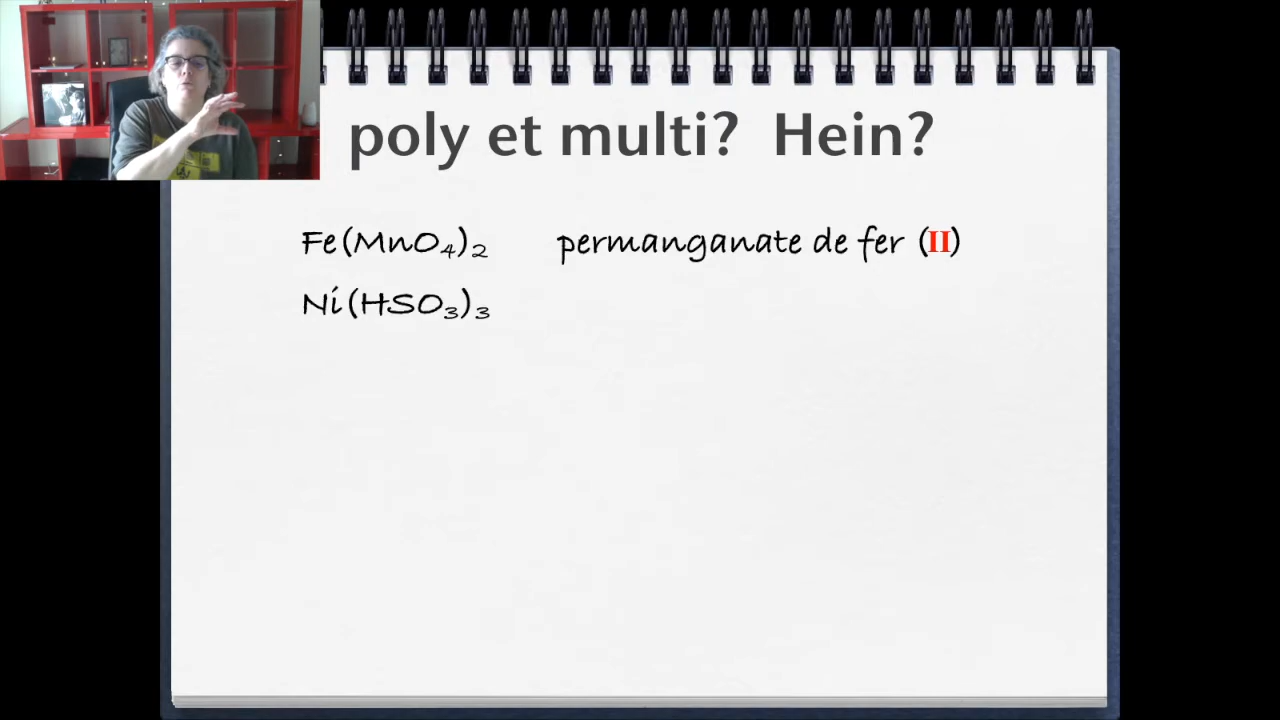 poly et multi? Hein?
Fe(MnO₄)₂ permanganate de fer (II)
Ni(HSO₃)₃